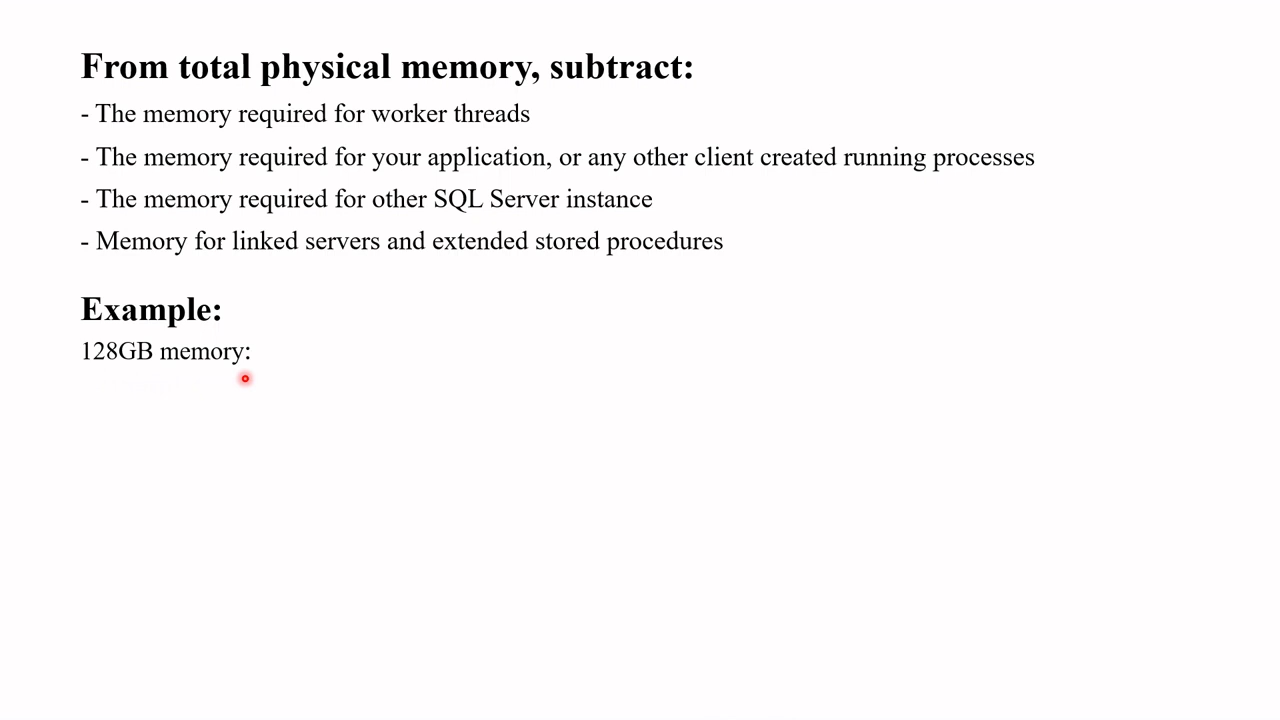 From total physical memory, subtract:
- The memory required for worker threads
- The memory required for your application, or any other client created running processes
- The memory required for other SQL Server instance
- Memory for linked servers and extended stored procedures
Example:
128GB memory: